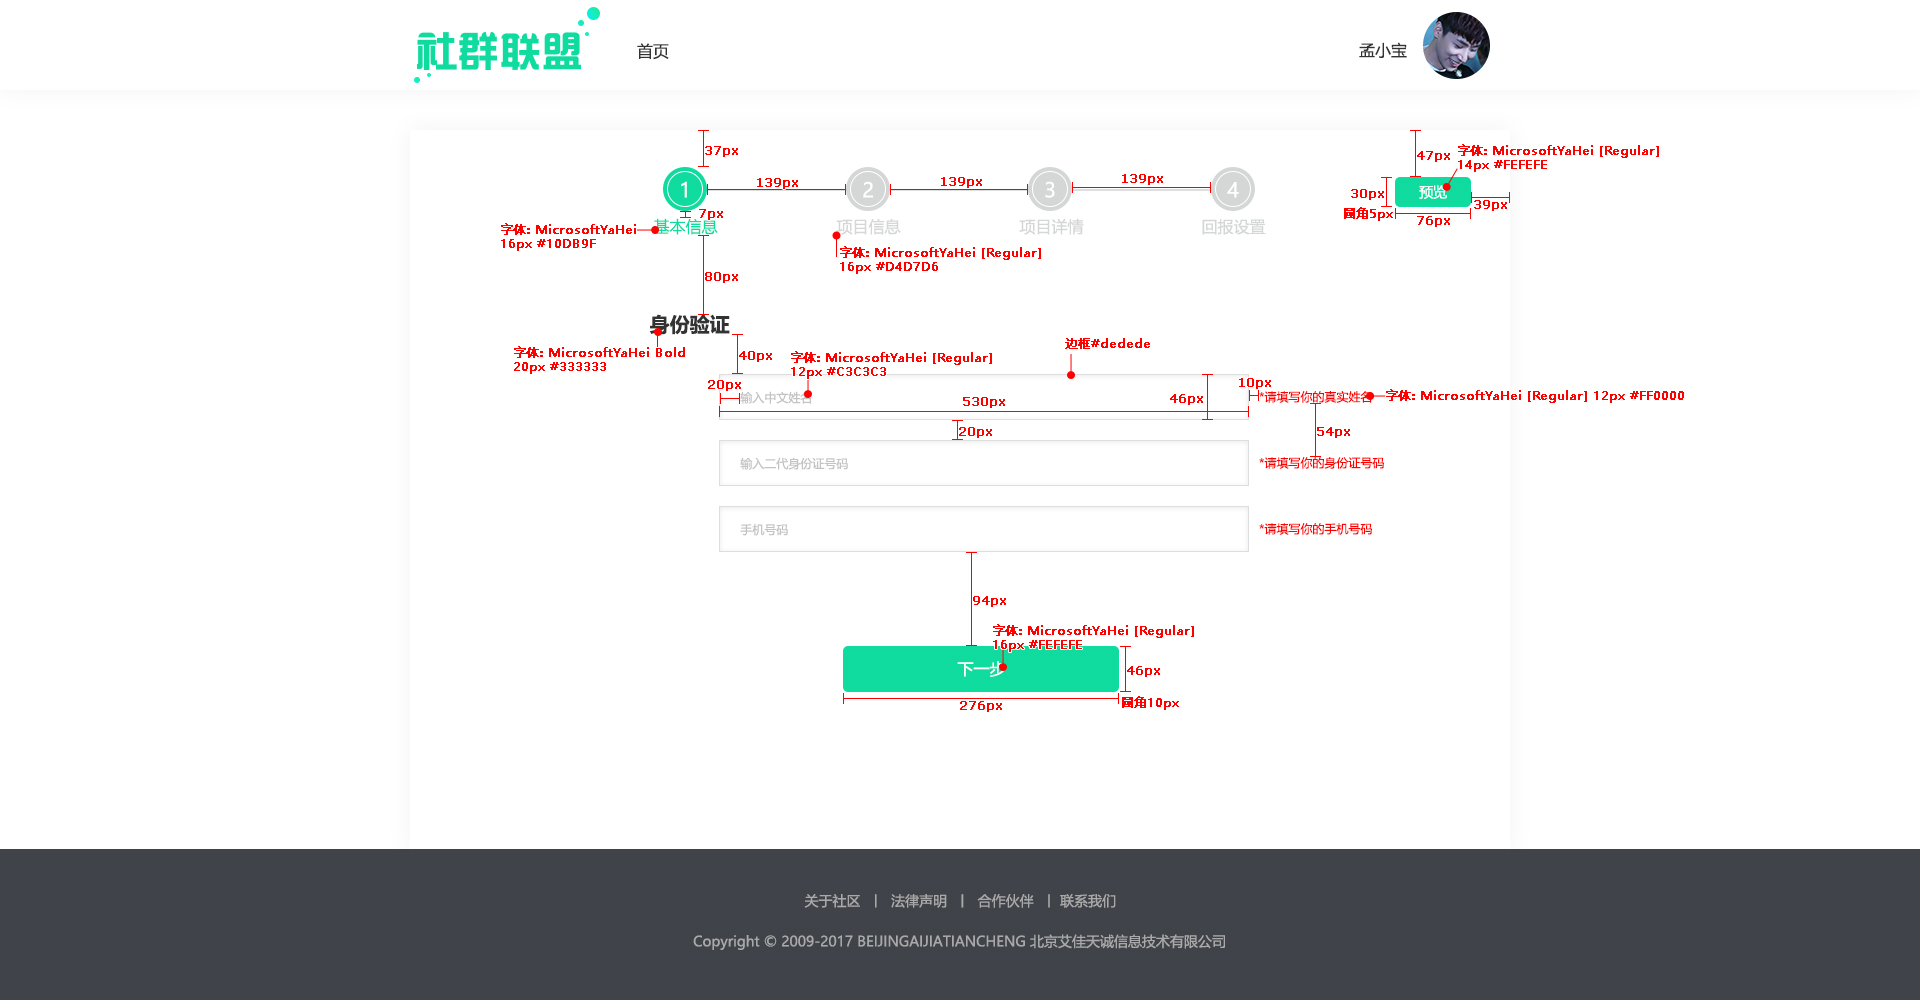 社群联盟
首页
孟小宝
37px
47px
字体: MicrosoftYaHei [Regular]
14px #FEFEFE
1
139px
2
139px
3
139px
4
30px
预览
39px
圆角5px
76px
7px
基本信息
项目信息
项目详情
回报设置
字体: MicrosoftYaHei
16px #10DB9F
字体: MicrosoftYaHei [Regular]
16px #D4D7D6
80px
身份验证
字体: MicrosoftYaHei Bold
20px #333333
40px
字体: MicrosoftYaHei [Regular]
12px #C3C3C3
边框#dedede
20px
输入中文姓名
530px
46px
10px
*请填写你的真实姓名
字体: MicrosoftYaHei [Regular] 12px #FF0000
20px
54px
输入二代身份证号码
*请填写你的身份证号码
手机号码
*请填写你的手机号码
94px
字体: MicrosoftYaHei [Regular]
16px #FEFEFE
下一步
46px
276px
圆角10px
关于社区 | 法律声明 | 合作伙伴 | 联系我们
Copyright © 2009-2017 BEIJINGAIJIATIANCHENG 北京艾佳天诚信息技术有限公司